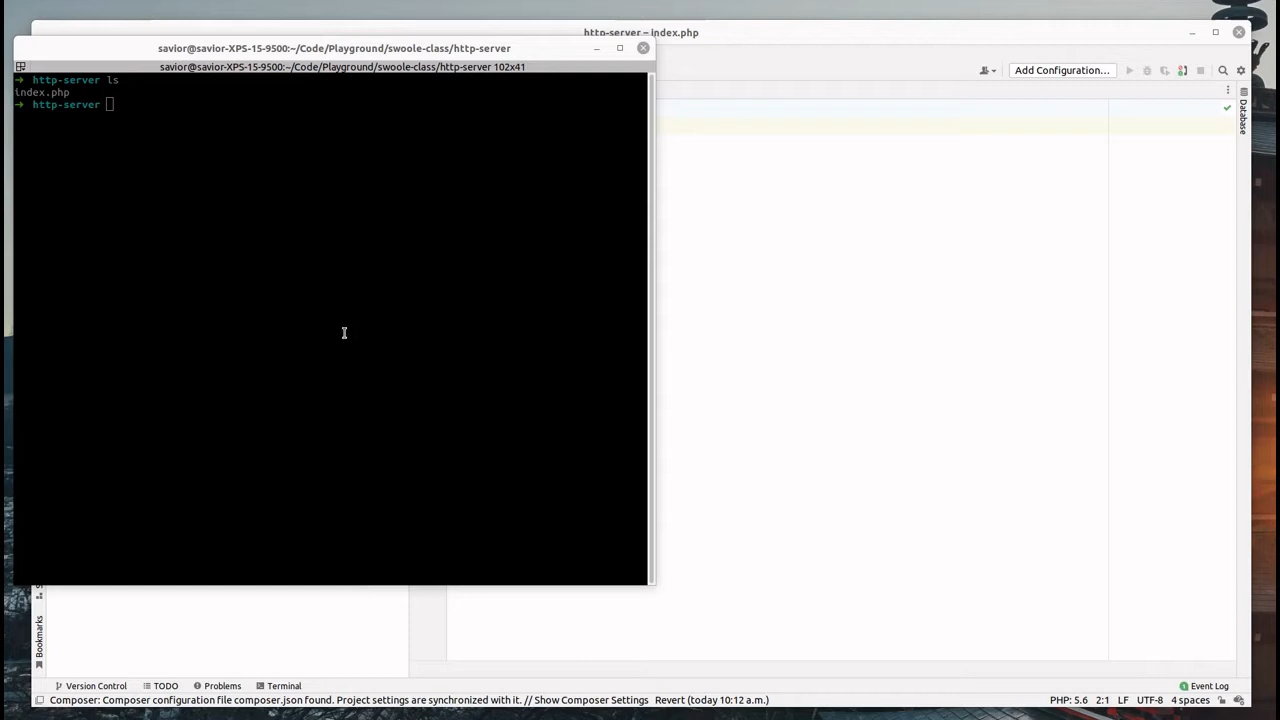 http-server – index.php
savior@savior-XPS-15-9500:~/Code/Playground/swoole-class/http-server
savior@savior-XPS-15-9500:~/Code/Playground/swoole-class/http-server 102x41
➜ http-server ls
index.php
➜ http-server
Add Configuration...
Database
Bookmarks
Version Control
TODO
Problems
Terminal
Event Log
Composer: Composer configuration file composer.json found. Project settings are synchronized with it. // Show Composer Settings Revert (today 10:12 a.m.)
PHP: 5.6 2:1 LF UTF-8 4 spaces